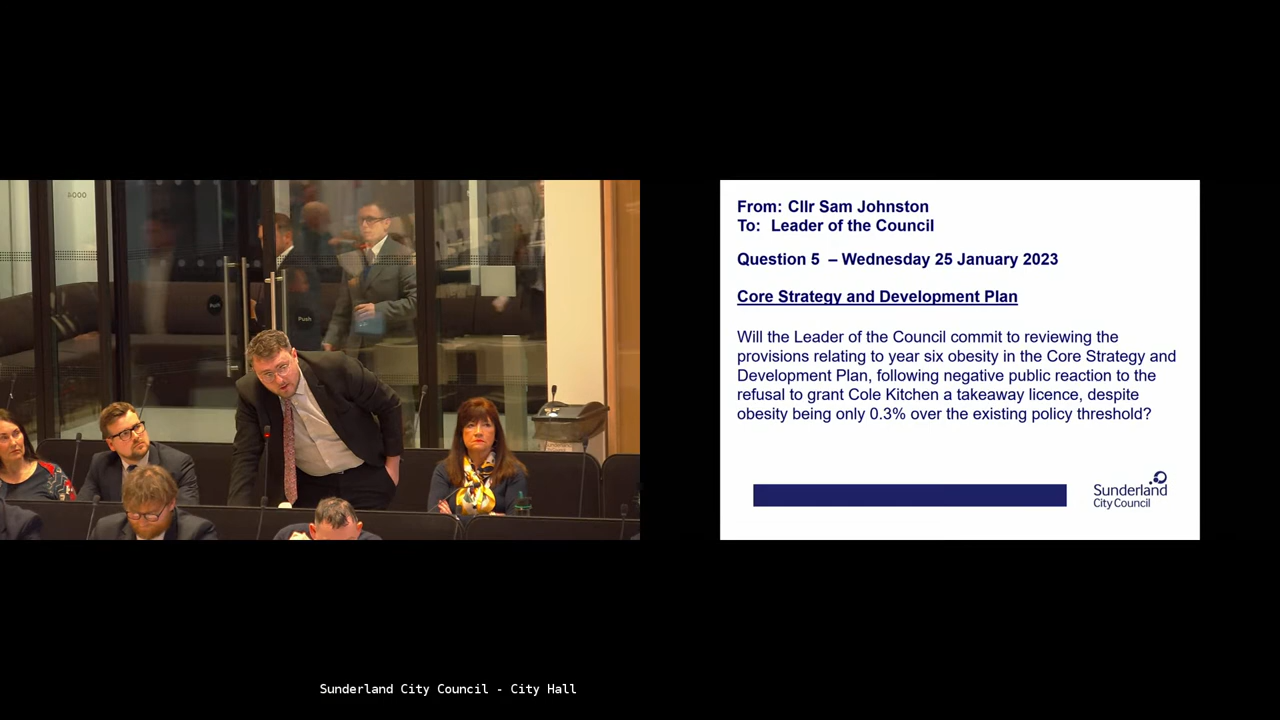 Push
Push
From: Cllr Sam Johnston
To: Leader of the Council
Question 5 – Wednesday 25 January 2023
Core Strategy and Development Plan
Will the Leader of the Council commit to reviewing the
provisions relating to year six obesity in the Core Strategy and
Development Plan, following negative public reaction to the
refusal to grant Cole Kitchen a takeaway licence, despite
obesity being only 0.3% over the existing policy threshold?
Sunderland
City Council
Sunderland City Council - City Hall